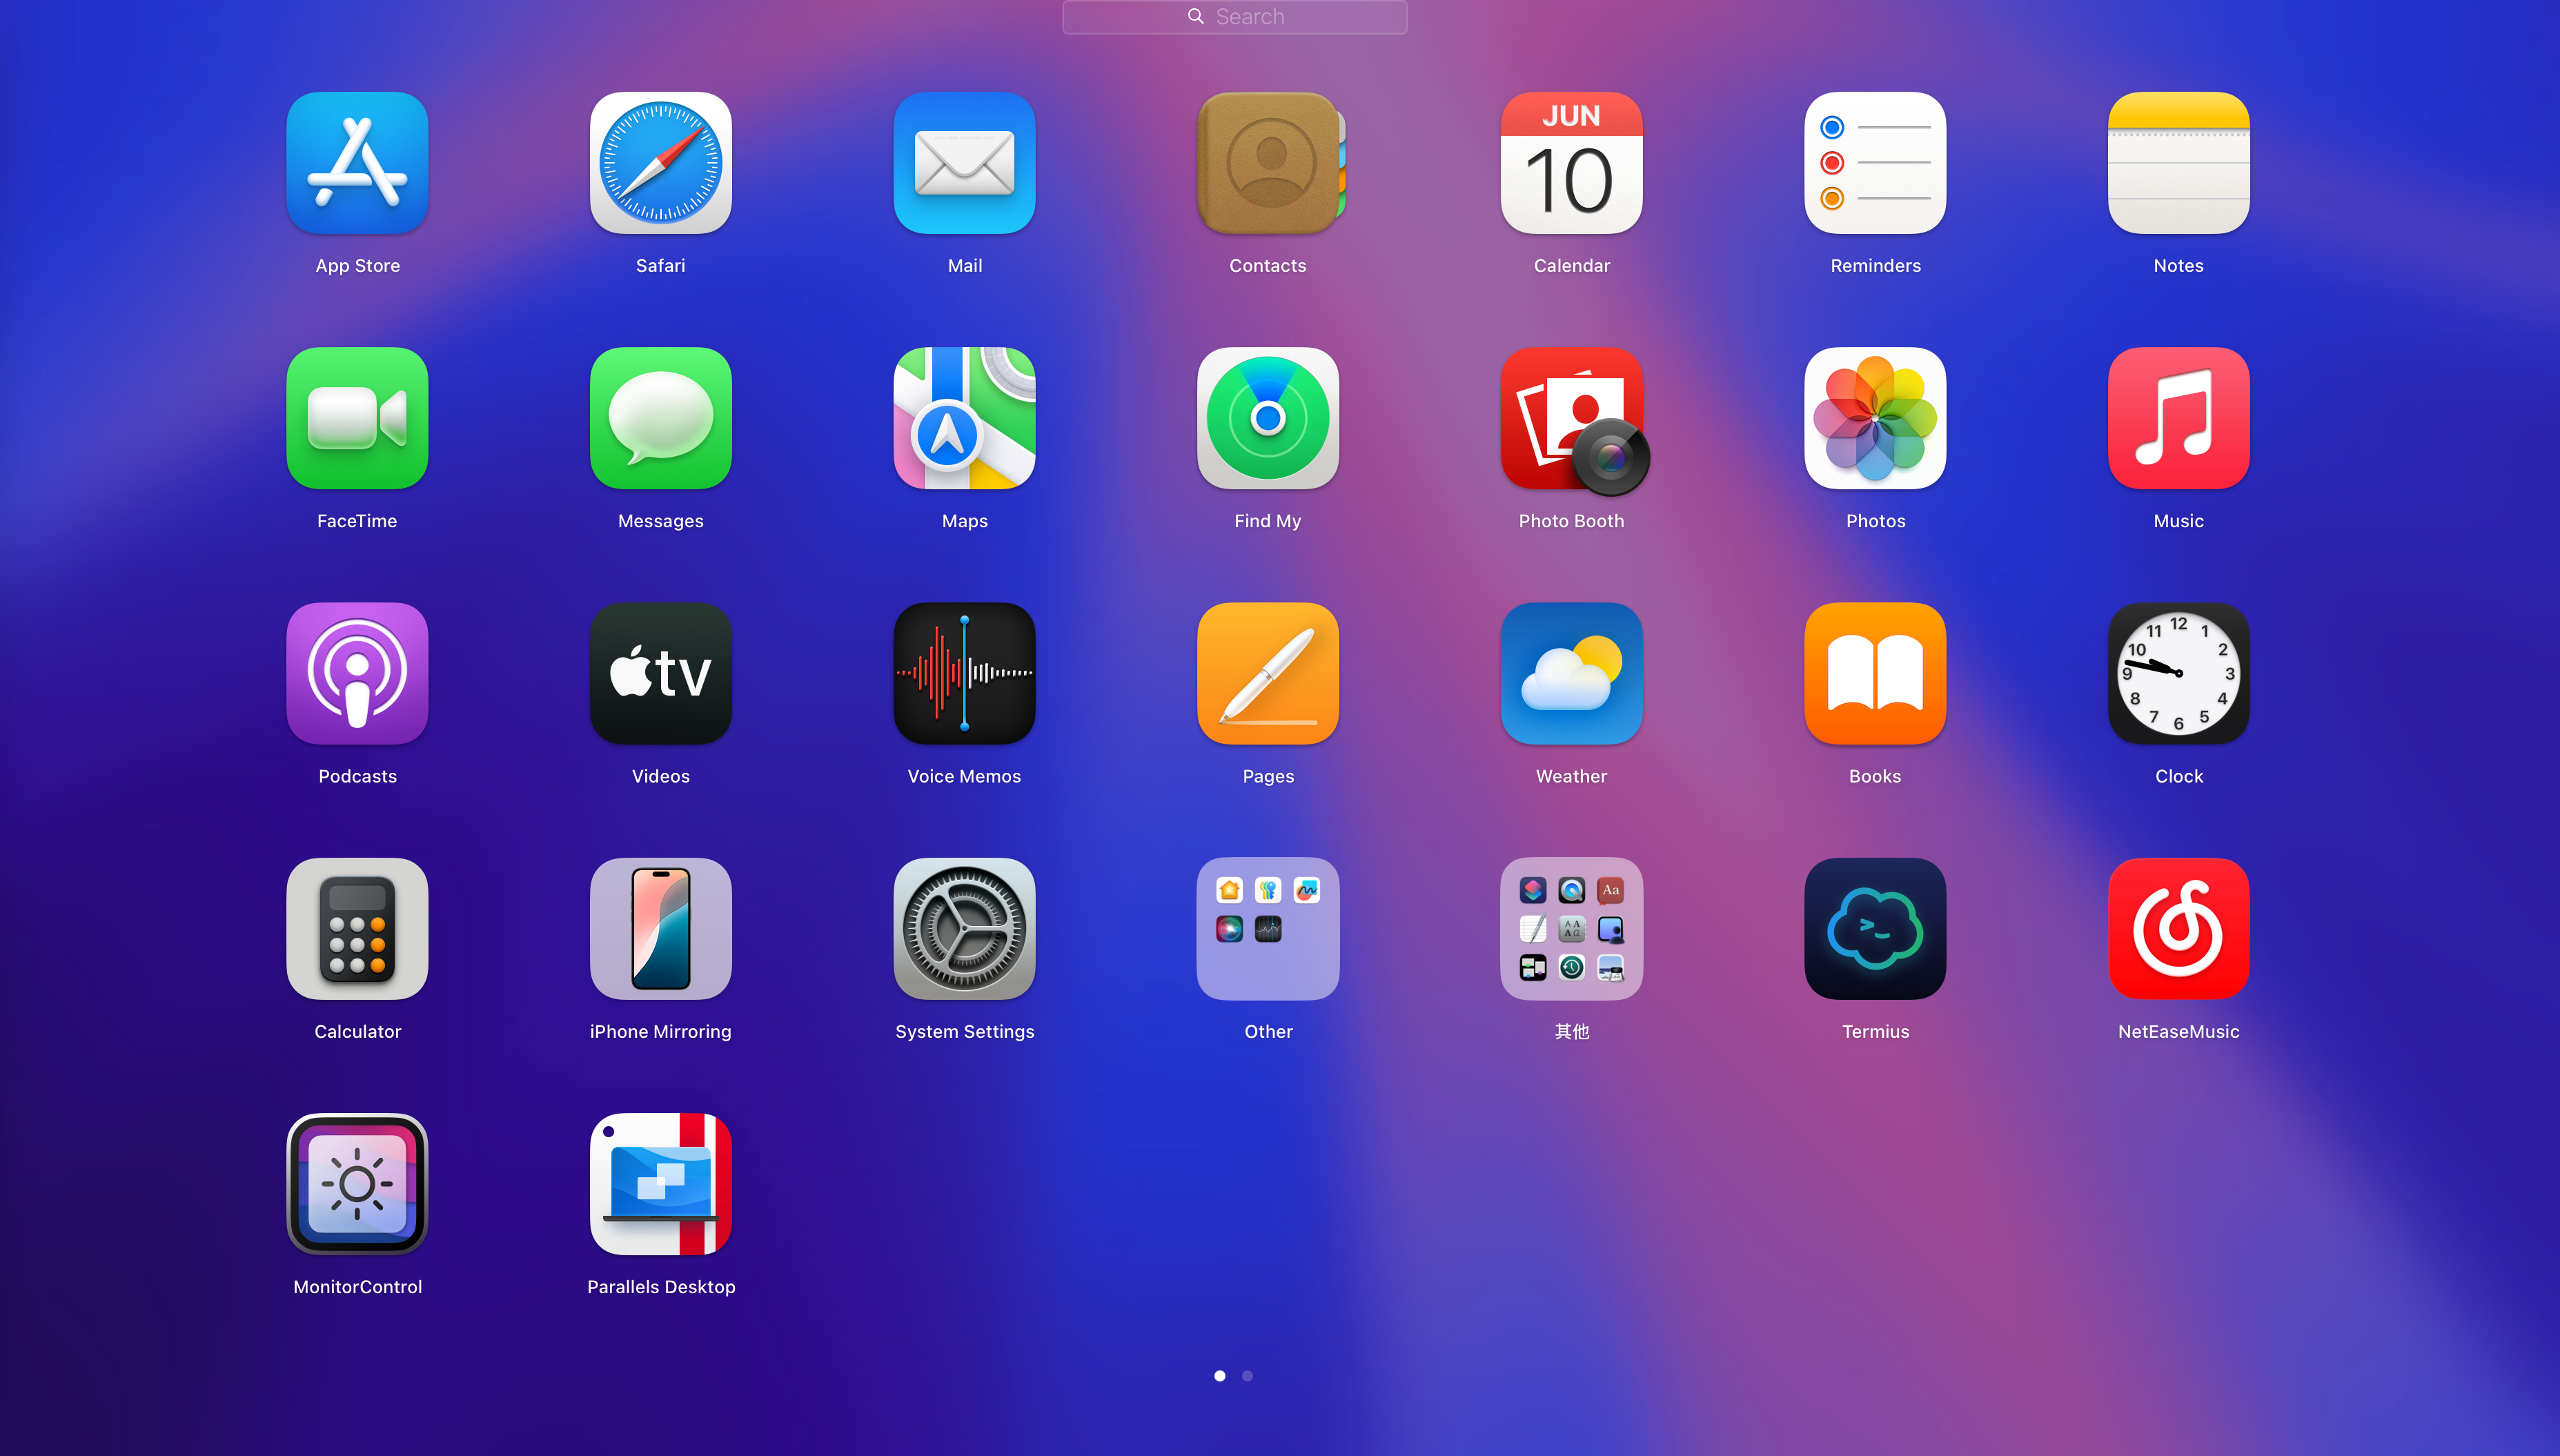 Search
JUN
10
App Store
Safari
Mail
Contacts
Calendar
Reminders
Notes
FaceTime
Messages
Maps
Find My
Photo Booth
Photos
Music
tv
12
11 1
10 2
9 3
8 4
7 5
6
Podcasts
Videos
Voice Memos
Pages
Weather
Books
Clock
Aa
AA
AG
>_
Calculator
iPhone Mirroring
System Settings
Other
其他
Termius
NetEaseMusic
MonitorControl
Parallels Desktop